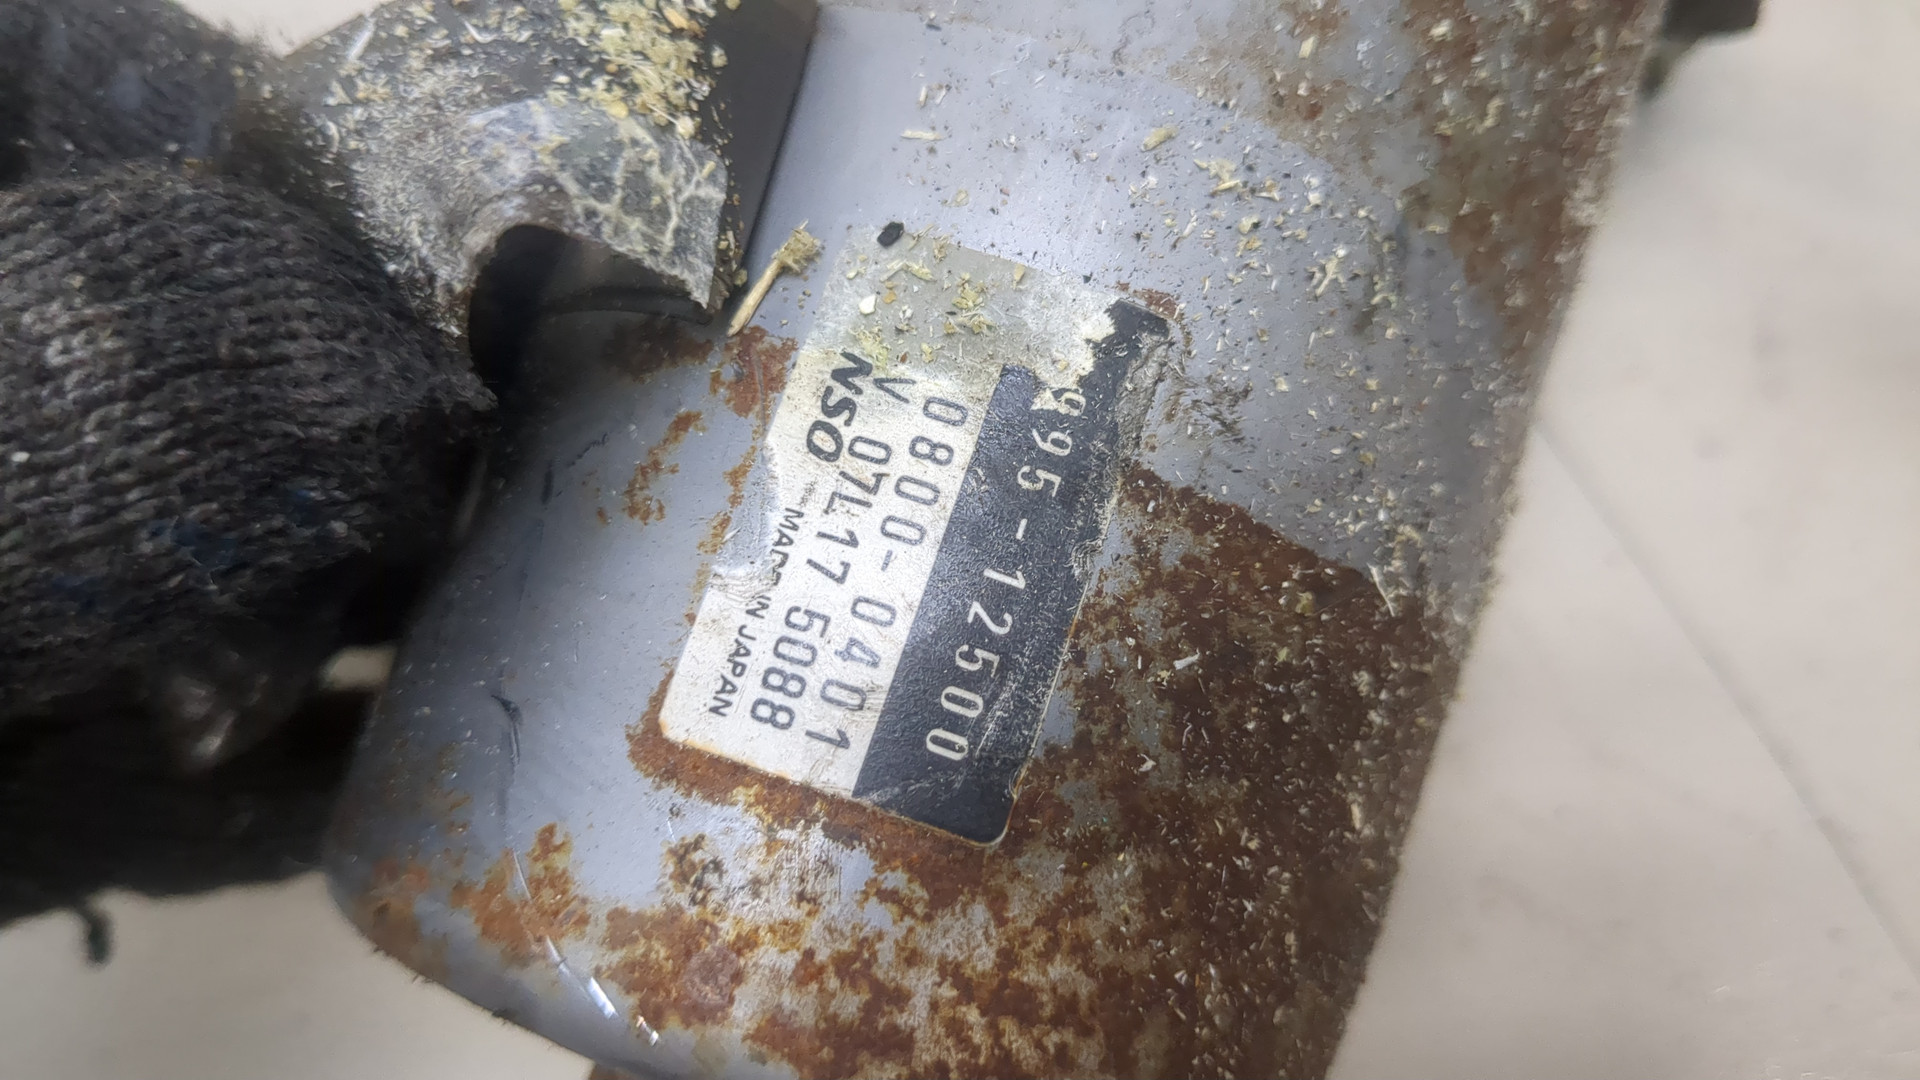 995-12500
0800-0401
V 07L17 5088
NSO MADE IN JAPAN